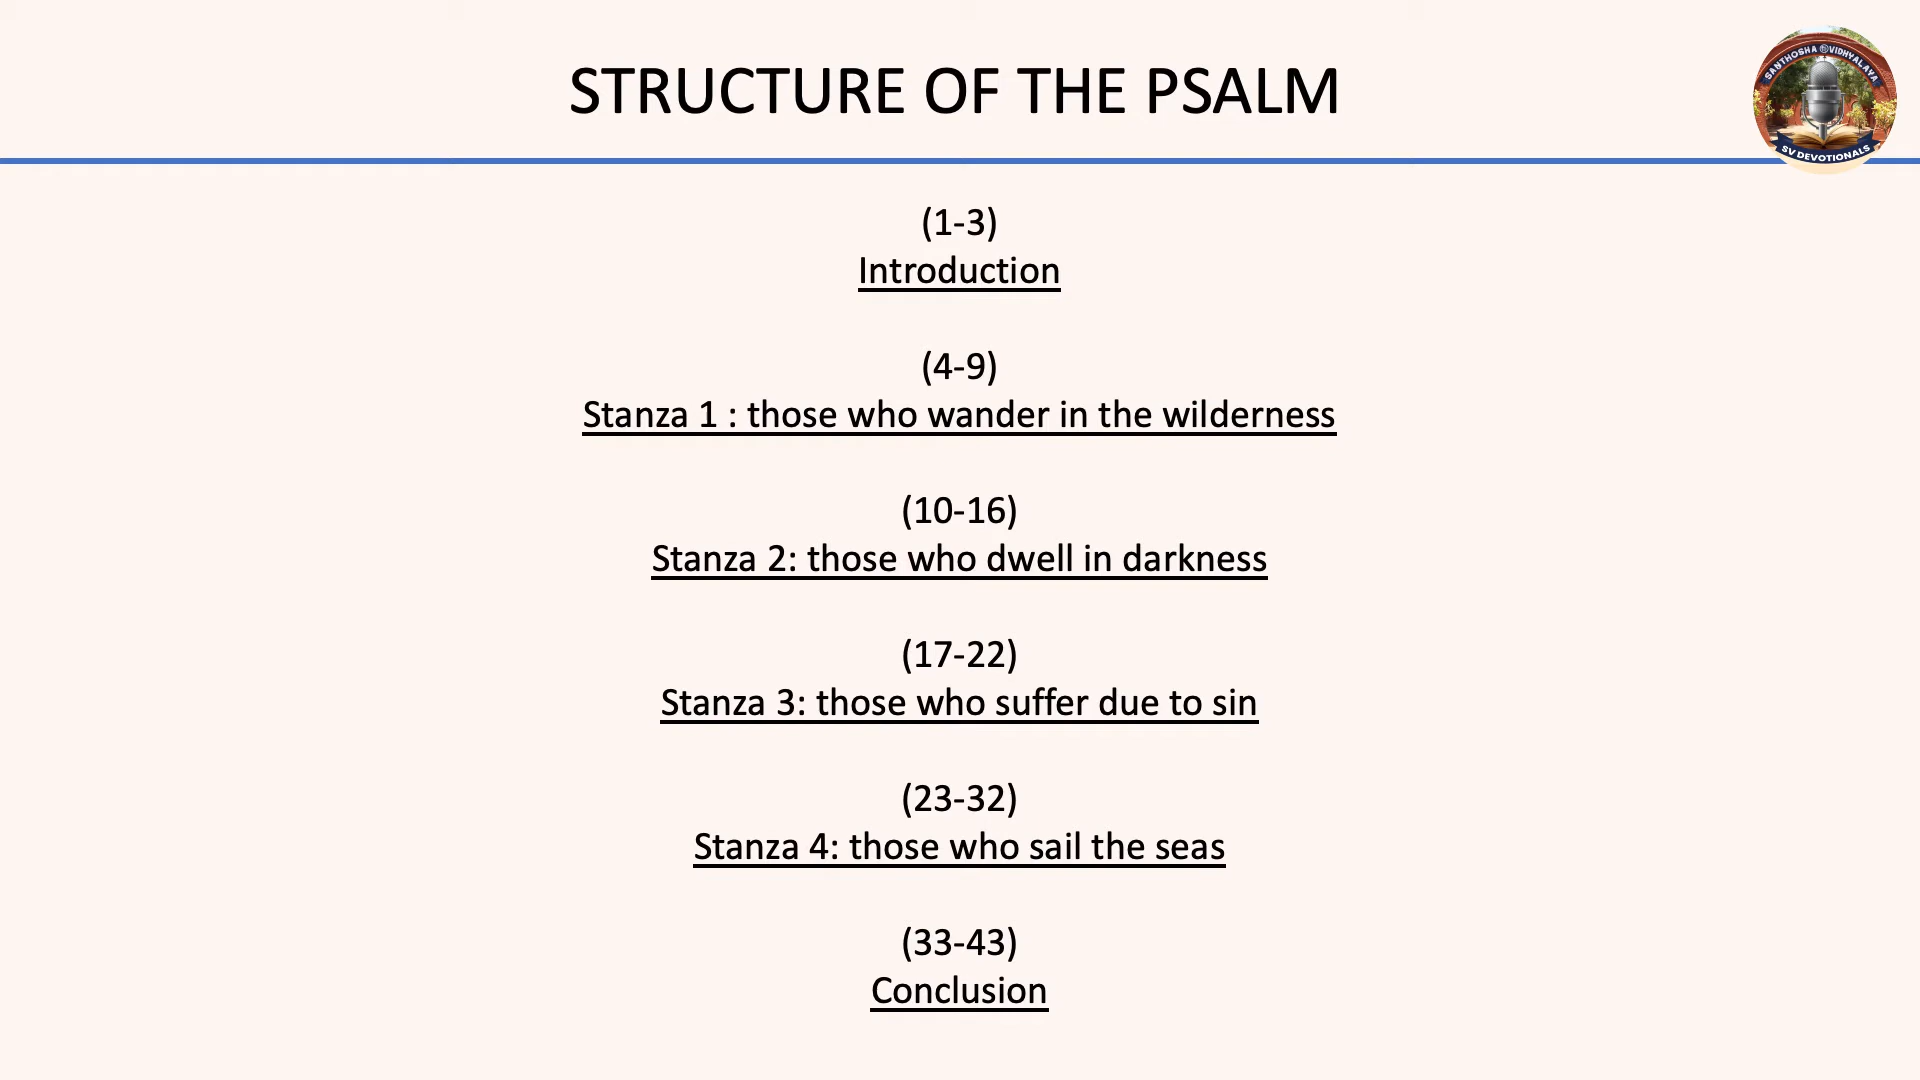 STRUCTURE OF THE PSALM
SANTHOSHA VIDHYALAYA
SV DEVOTIONALS
(1-3)
Introduction
(4-9)
Stanza 1 : those who wander in the wilderness
(10-16)
Stanza 2: those who dwell in darkness
(17-22)
Stanza 3: those who suffer due to sin
(23-32)
Stanza 4: those who sail the seas
(33-43)
Conclusion